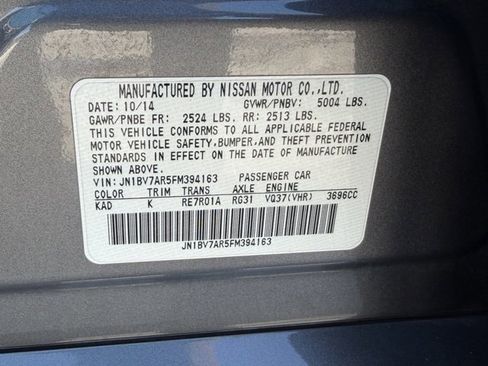 MANUFACTURED BY NISSAN MOTOR CO.,LTD.
DATE: 10/14 GVWR/PNBV: 5004 LBS.
GAWR/PNBE FR: 2524 LBS. RR: 2513 LBS.
THIS VEHICLE CONFORMS TO ALL APPLICABLE FEDERAL
MOTOR VEHICLE SAFETY,BUMPER,AND THEFT PREVENTION
STANDARDS IN EFFECT ON THE DATE OF MANUFACTURE
SHOWN ABOVE.
VIN: JN1BV7AR5FM394163 PASSENGER CAR
COLOR TRIM TRANS AXLE ENGINE
KAD K RE7R01A RG31 VQ37(VHR) 3696CC
JN1BV7AR5FM394163